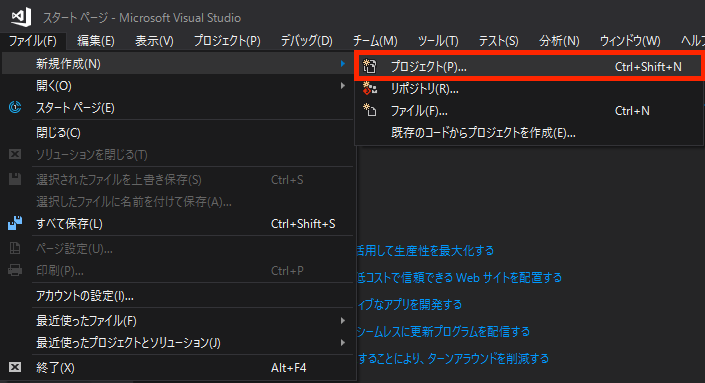 スタート ページ - Microsoft Visual Studio
ファイル(F) 編集(E) 表示(V) プロジェクト(P) デバッグ(D) チーム(M) ツール(T) テスト(S) 分析(N) ウィンドウ(W) ヘル
新規作成(N)
プロジェクト(P)... Ctrl+Shift+N
リポジトリ(R)...
ファイル(F)... Ctrl+N
既存のコードからプロジェクトを作成(E)...
開く(O)
スタート ページ(E)
閉じる(C)
ソリューションを閉じる(T)
選択されたファイルを上書き保存(S) Ctrl+S
選択したファイルに名前を付けて保存(A)...
すべて保存(L) Ctrl+Shift+S
ページ設定(U)...
印刷(P)... Ctrl+P
アカウントの設定(I)...
最近使ったファイル(F)
最近使ったプロジェクトとソリューション(J)
終了(X) Alt+F4
活用して生産性を最大化する
低コストで信頼できる Web サイトを配置する
ィブなアプリを開発する
シームレスに更新プログラムを配信する
することにより、ターンアラウンドを削減する